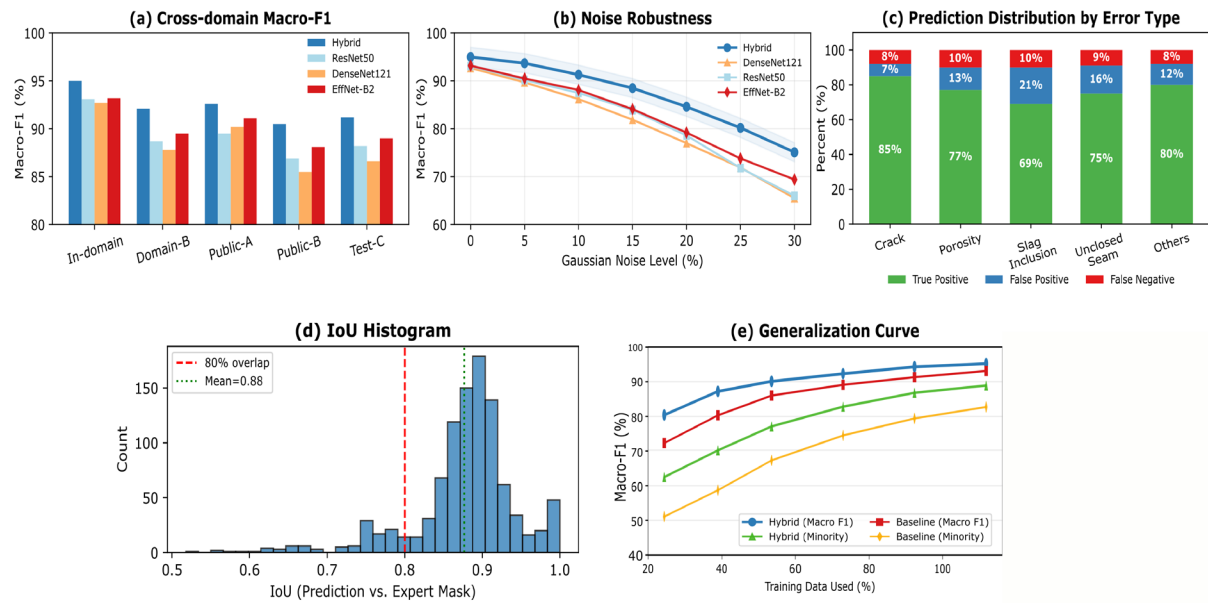 (a) Cross-domain Macro-F1
Macro-F1 (%)
100
95
90
85
80
Hybrid
ResNet50
DenseNet121
EffNet-B2
In-domain
Domain-B
Public-A
Public-B
Test-C
(b) Noise Robustness
Macro-F1 (%)
100
90
80
70
60
Hybrid
DenseNet121
ResNet50
EffNet-B2
0 5 10 15 20 25 30
Gaussian Noise Level (%)
(c) Prediction Distribution by Error Type
Percent (%)
100
80
60
40
20
0
8% 10% 10% 9% 8%
7% 13% 21% 16% 12%
85% 77% 69% 75% 80%
Crack
Porosity
Slag
Inclusion
Unclosed
Seam
Others
True Positive False Positive False Negative
(d) IoU Histogram
Count
150
100
50
0
80% overlap
Mean=0.88
0.5 0.6 0.7 0.8 0.9 1.0
IoU (Prediction vs. Expert Mask)
(e) Generalization Curve
Macro-F1 (%)
100
90
80
70
60
50
40
Hybrid (Macro F1) Baseline (Macro F1)
Hybrid (Minority) Baseline (Minority)
20 40 60 80 100
Training Data Used (%)